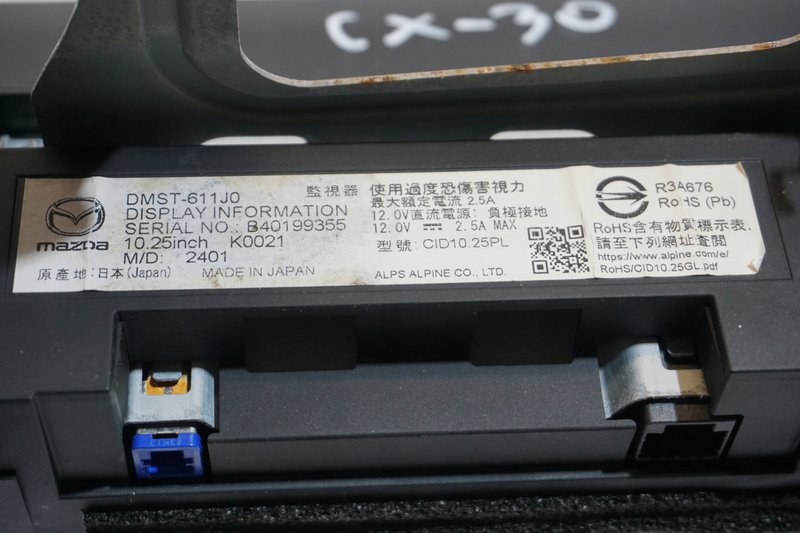 CX-30
mazda
DMST-611J0
DISPLAY INFORMATION
SERIAL NO.: B40199355
10.25inch K0021
M/D: 2401
原產地:日本(Japan) MADE IN JAPAN
監視器 使用過度恐傷害視力
最大額定電流 2.5A
12.0V直流電源: 負極接地
12.0V ⎓ 2.5A MAX
型號: CID10.25PL
ALPS ALPINE CO., LTD.
R3A676
RoHS (Pb)
RoHS含有物質標示表,
請至下列網址查閱
https://www.alpine.com/e/
RoHS/CID10.25GL.pdf